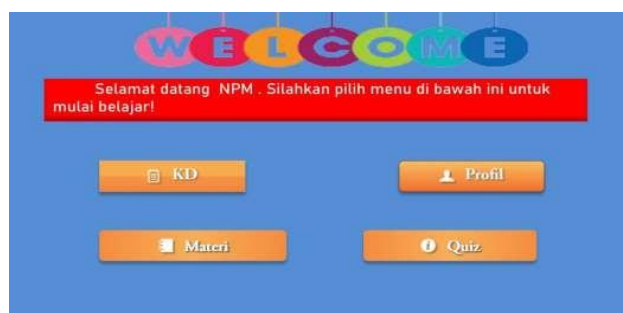 WELCOME
Selamat datang NPM . Silahkan pilih menu di bawah ini untuk
mulai belajar!
KD
Profil
Materi
Quiz